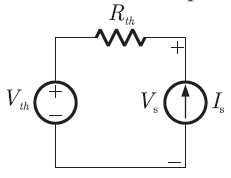 R_th
+
V_th + − V_s I_s
−